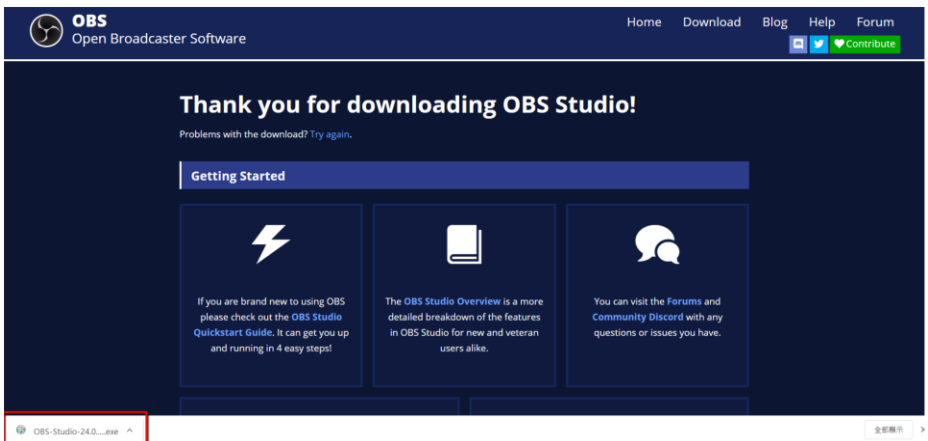 OBS
Open Broadcaster Software
Home Download Blog Help Forum
Contribute
Thank you for downloading OBS Studio!
Problems with the download? Try again.
Getting Started
If you are brand new to using OBS
please check out the OBS Studio
Quickstart Guide. It can get you up
and running in 4 easy steps!
The OBS Studio Overview is a more
detailed breakdown of the features
in OBS Studio for new and veteran
users alike.
You can visit the Forums and
Community Discord with any
questions or issues you have.
OBS-Studio-24.0....exe
全部顯示